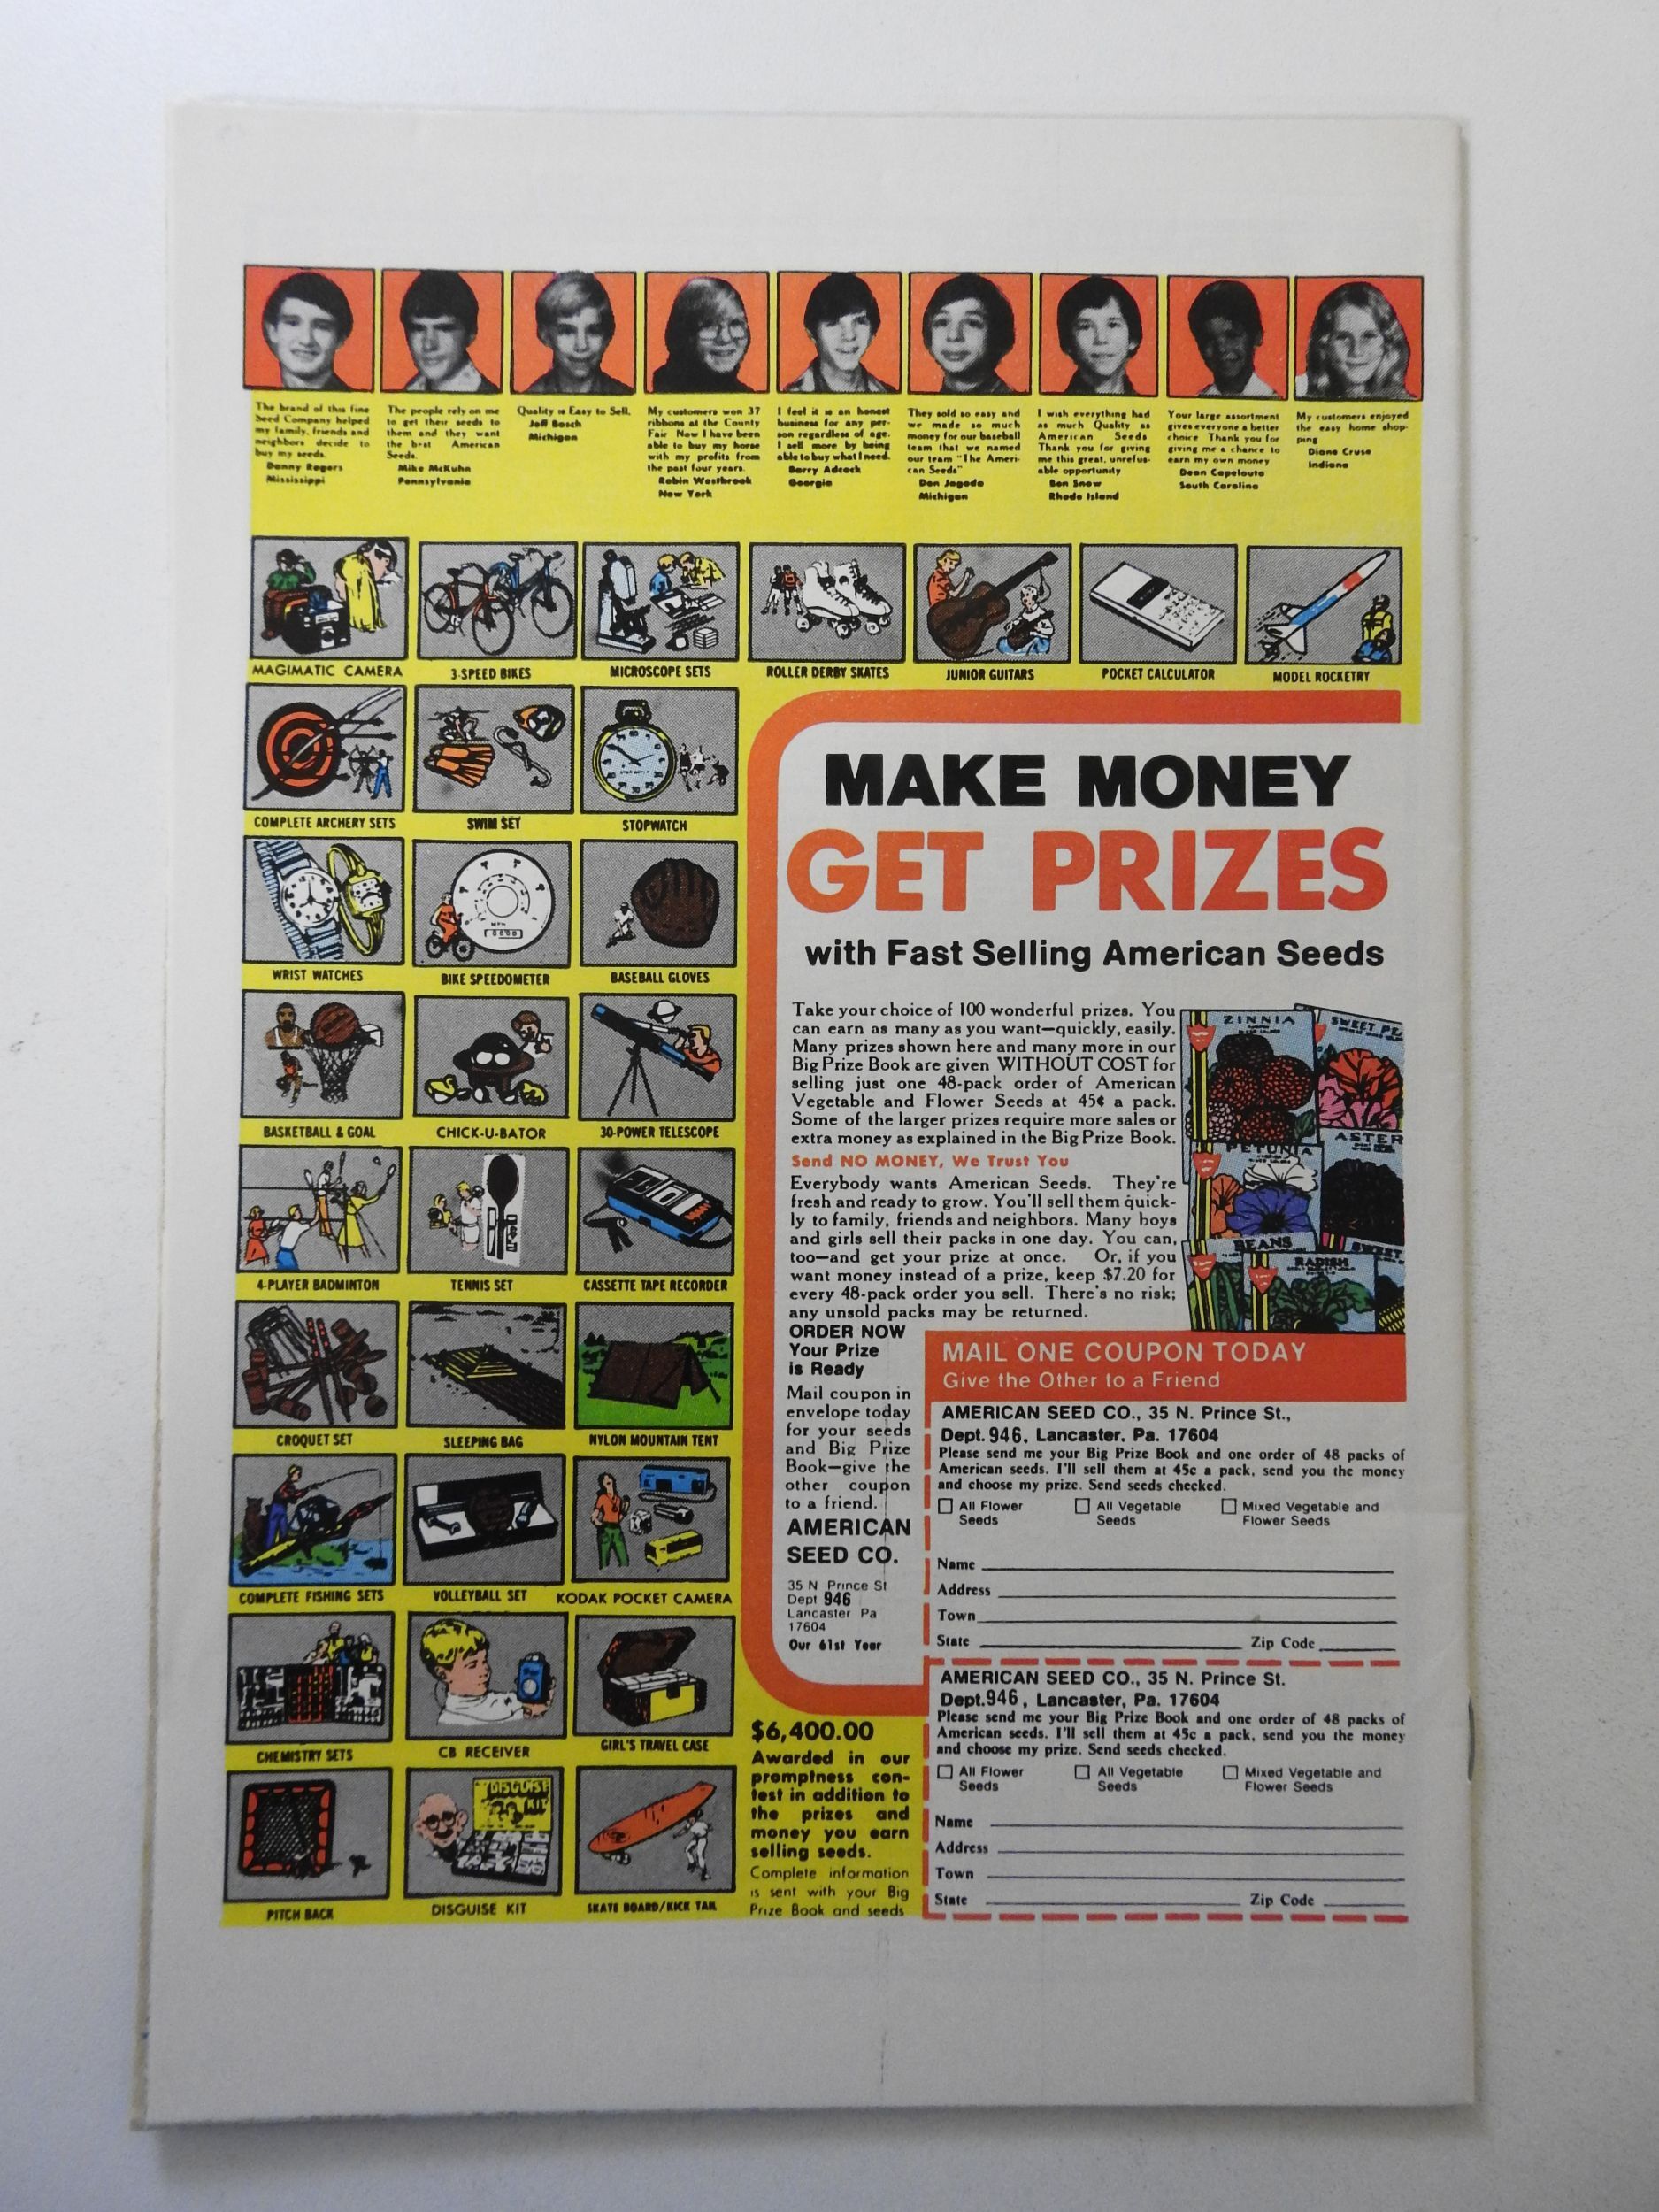 The brand of this fine
Seed Company helped
my family, friends and
neighbors decide to
buy my seeds.
Danny Rogers
Mississippi
The people rely on me
to get their seeds to
them and they want
the best American
Seeds.
Mike McKuhn
Pennsylvania
Quality is Easy to Sell.
Jeff Bosch
Michigan
My customers won 37
ribbons at the County
Fair Now I have been
able to buy my horse
with my profits from
the past four years.
Robin Westbrook
New York
I feel it is an honest
business for any per-
son regardless of age.
I sell more by being
able to buy what I need.
Barry Adcock
Georgia
They sold so easy and
we made so much
money for our baseball
team that we named
our team "The Ameri-
can Seeds"
Dan Jagoda
Michigan
I wish everything had
as much Quality as
American Seeds
Thank you for giving
me this great, unrefus-
able opportunity
Ben Snow
Rhode Island
Your large assortment
gives everyone a better
choice Thank you for
giving me a chance to
earn my own money
Dean Capelouto
South Carolina
My customers enjoyed
the easy home shop-
ping
Diane Cruse
Indiana
MAGIMATIC CAMERA
3-SPEED BIKES
MICROSCOPE SETS
ROLLER DERBY SKATES
JUNIOR GUITARS
POCKET CALCULATOR
MODEL ROCKETRY
COMPLETE ARCHERY SETS
SWIM SET
STOPWATCH
WRIST WATCHES
BIKE SPEEDOMETER
BASEBALL GLOVES
BASKETBALL & GOAL
CHICK-U-BATOR
30-POWER TELESCOPE
4-PLAYER BADMINTON
TENNIS SET
CASSETTE TAPE RECORDER
CROQUET SET
SLEEPING BAG
NYLON MOUNTAIN TENT
COMPLETE FISHING SETS
VOLLEYBALL SET
KODAK POCKET CAMERA
CHEMISTRY SETS
CB RECEIVER
GIRL'S TRAVEL CASE
DISGUISE
KIT
PITCH BACK
DISGUISE KIT
SKATE BOARD/KICK TAIL
MAKE MONEY
GET PRIZES
with Fast Selling American Seeds
Take your choice of 100 wonderful prizes. You
can earn as many as you want—quickly, easily.
Many prizes shown here and many more in our
Big Prize Book are given WITHOUT COST for
selling just one 48-pack order of American
Vegetable and Flower Seeds at 45¢ a pack.
Some of the larger prizes require more sales or
extra money as explained in the Big Prize Book.
Send NO MONEY, We Trust You
Everybody wants American Seeds. They're
fresh and ready to grow. You'll sell them quick-
ly to family, friends and neighbors. Many boys
and girls sell their packs in one day. You can,
too—and get your prize at once. Or, if you
want money instead of a prize, keep $7.20 for
every 48-pack order you sell. There's no risk;
any unsold packs may be returned.
ZINNIA
SWEET PE
PETUNIA
ASTER
BEANS
RADISH
SWEET
ORDER NOW
Your Prize
is Ready
Mail coupon in
envelope today
for your seeds
and Big Prize
Book—give the
other coupon
to a friend.
AMERICAN
SEED CO.
35 N Prince St
Dept 946
Lancaster Pa
17604
Our 61st Year
MAIL ONE COUPON TODAY
Give the Other to a Friend
AMERICAN SEED CO., 35 N. Prince St.,
Dept. 946, Lancaster, Pa. 17604
Please send me your Big Prize Book and one order of 48 packs of
American seeds. I'll sell them at 45c a pack, send you the money
and choose my prize. Send seeds checked.
All Flower
Seeds
All Vegetable
Seeds
Mixed Vegetable and
Flower Seeds
Name
Address
Town
State Zip Code
AMERICAN SEED CO., 35 N. Prince St.
Dept. 946, Lancaster, Pa. 17604
Please send me your Big Prize Book and one order of 48 packs of
American seeds. I'll sell them at 45c a pack, send you the money
and choose my prize. Send seeds checked.
All Flower
Seeds
All Vegetable
Seeds
Mixed Vegetable and
Flower Seeds
Name
Address
Town
State Zip Code
$6,400.00
Awarded in our
promptness con-
test in addition to
the prizes and
money you earn
selling seeds.
Complete information
is sent with your Big
Prize Book and seeds